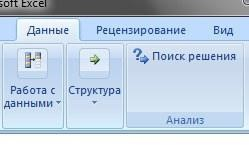 soft Excel
Данные Рецензирование Вид
Работа с данными
Структура
Поиск решения
Анализ